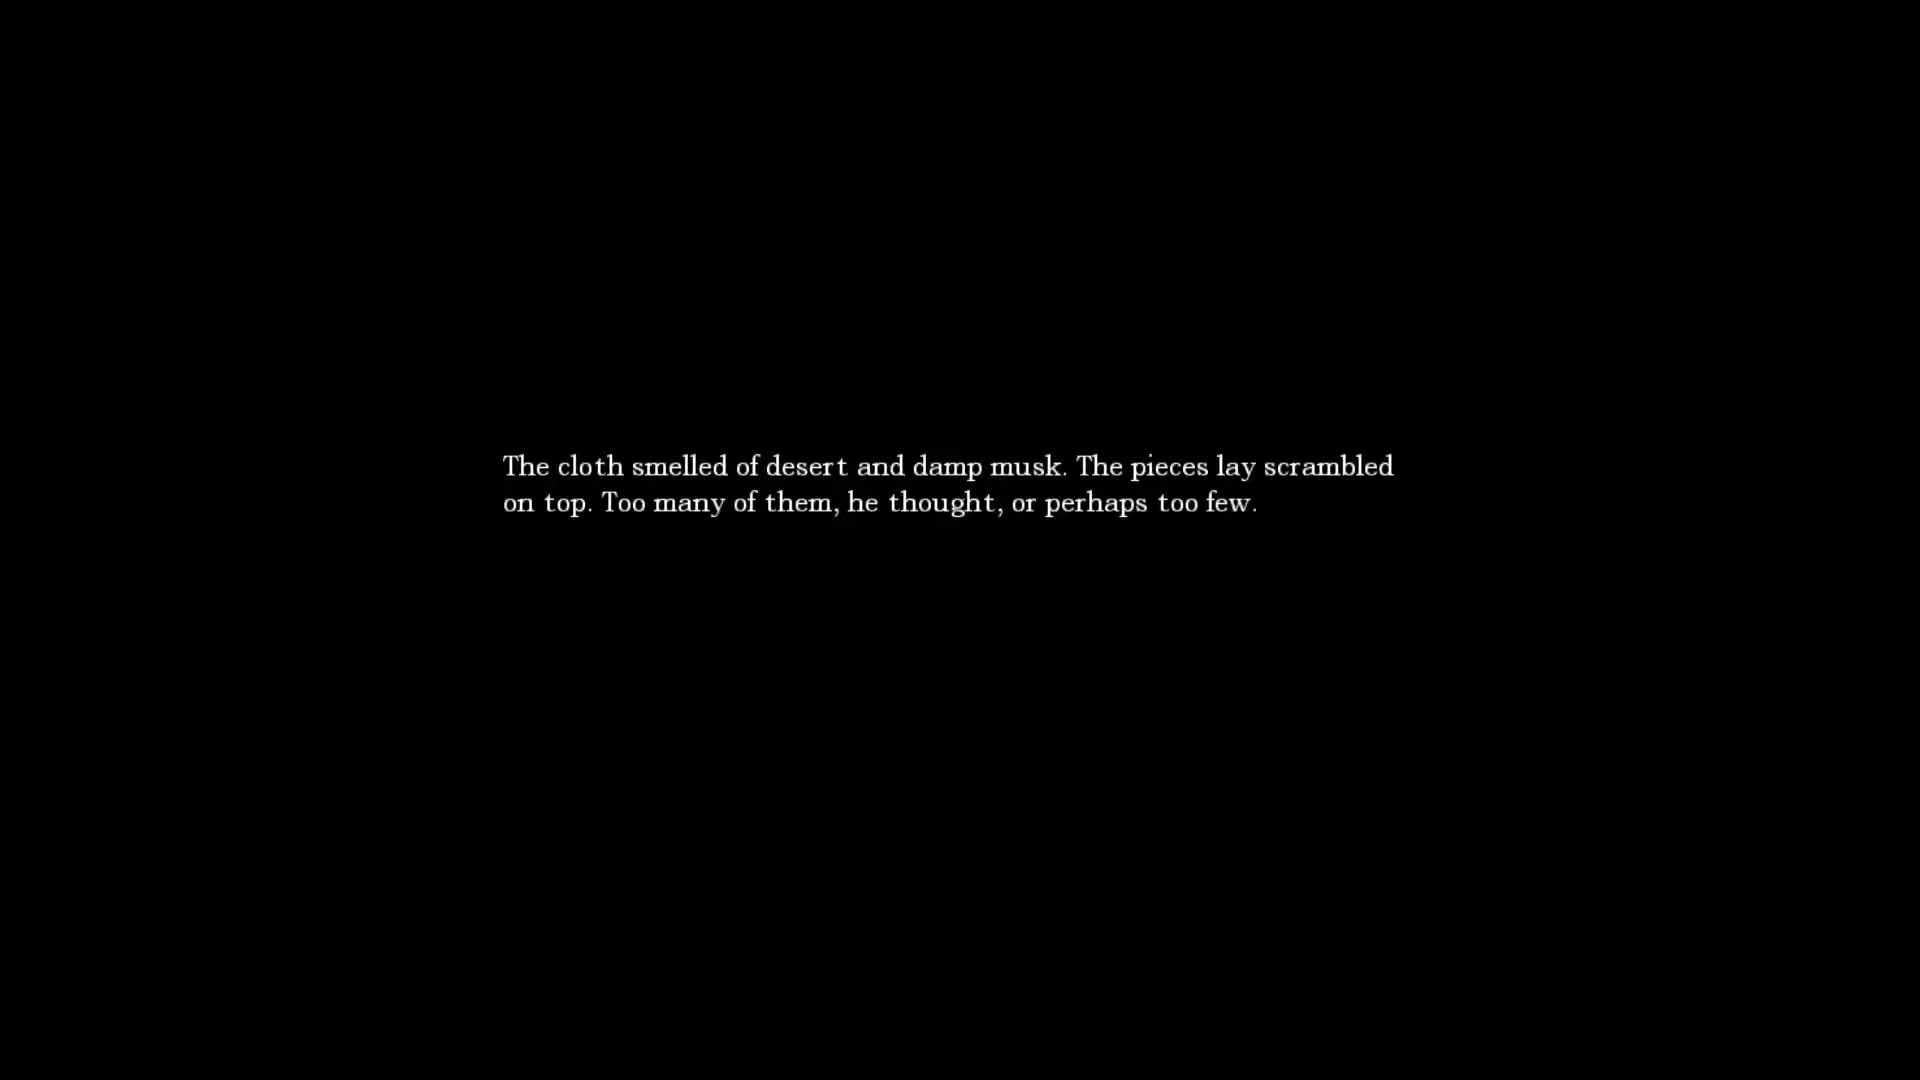 The cloth smelled of desert and damp musk. The pieces lay scrambled
on top. Too many of them, he thought, or perhaps too few.